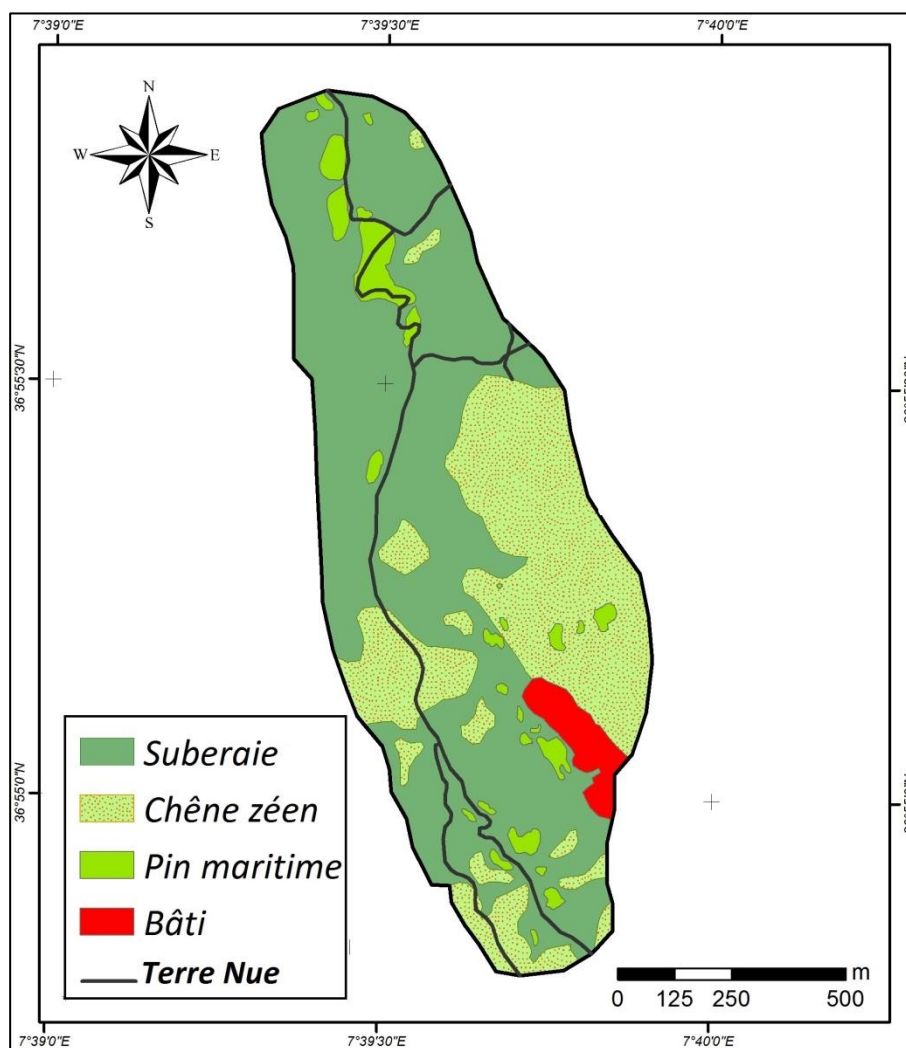 7°39'0"E 7°39'30"E 7°40'0"E
N
W E
S
36°55'30"N
36°55'0"N
Suberaie
Chêne zéen
Pin maritime
Bâti
Terre Nue
m
0 125 250 500
7°39'0"E 7°39'30"E 7°40'0"E